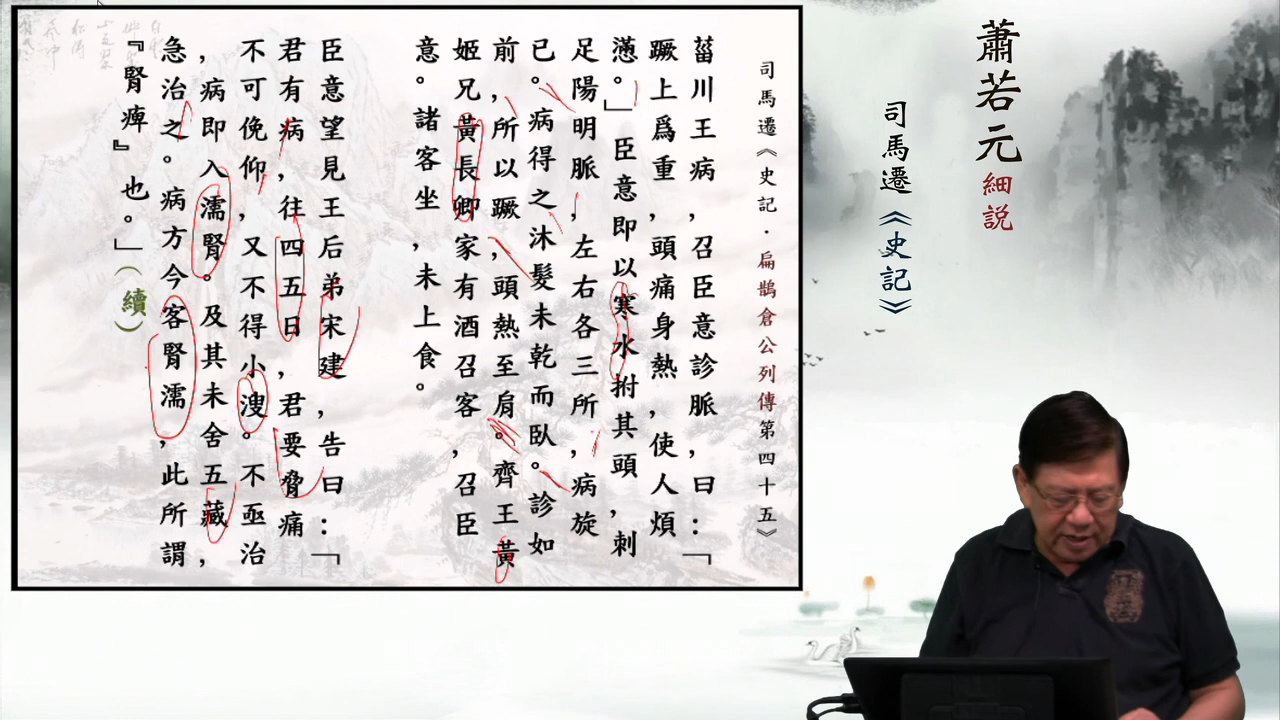 蕭若元細說
司馬遷《史記》
司馬遷《史記．扁鵲倉公列傳第四十五》
菑川王病，召臣意診脈，曰：「
蹶上爲重，頭痛身熱，使人煩
懣。」臣意即以寒水拊其頭，刺
足陽明脈，左右各三所，病旋
已。病得之沐髮未乾而臥。診如
前，所以蹶，頭熱至肩。齊王黃
姬兄黃長卿家有酒召客，召臣
意。諸客坐，未上食。
臣意望見王后弟宋建，告曰：「
君有病，往四五日，君要脅痛
不可俛仰，又不得小溲。不亟治
，病即入濡腎。及其未舍五藏，
急治之。病方今客腎濡，此所謂
『腎痺』也。」（續）